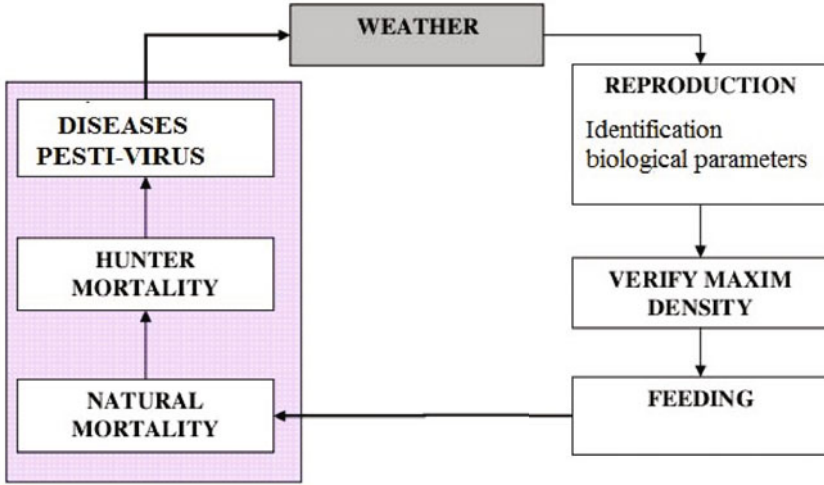 WEATHER
REPRODUCTION
Identification
biological parameters
VERIFY MAXIM
DENSITY
FEEDING
NATURAL
MORTALITY
HUNTER
MORTALITY
DISEASES
PESTI-VIRUS